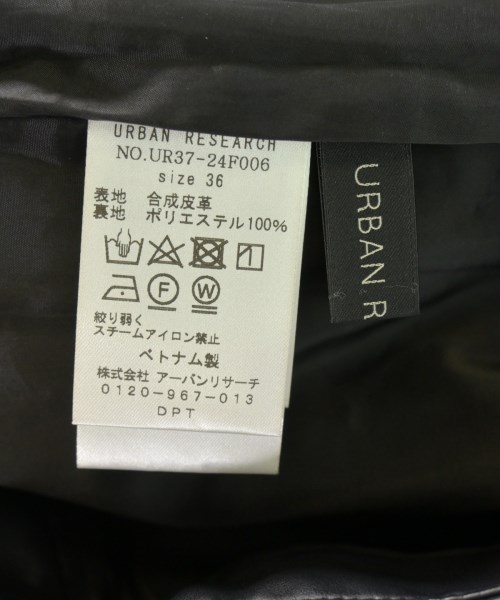 URBAN RESEARCH
NO.UR37-24F006
size 36
表地 合成皮革
裏地 ポリエステル100%
F W
絞り弱く
スチームアイロン禁止
ベトナム製
株式会社 アーバンリサーチ
0120-967-013
DPT
URBAN R